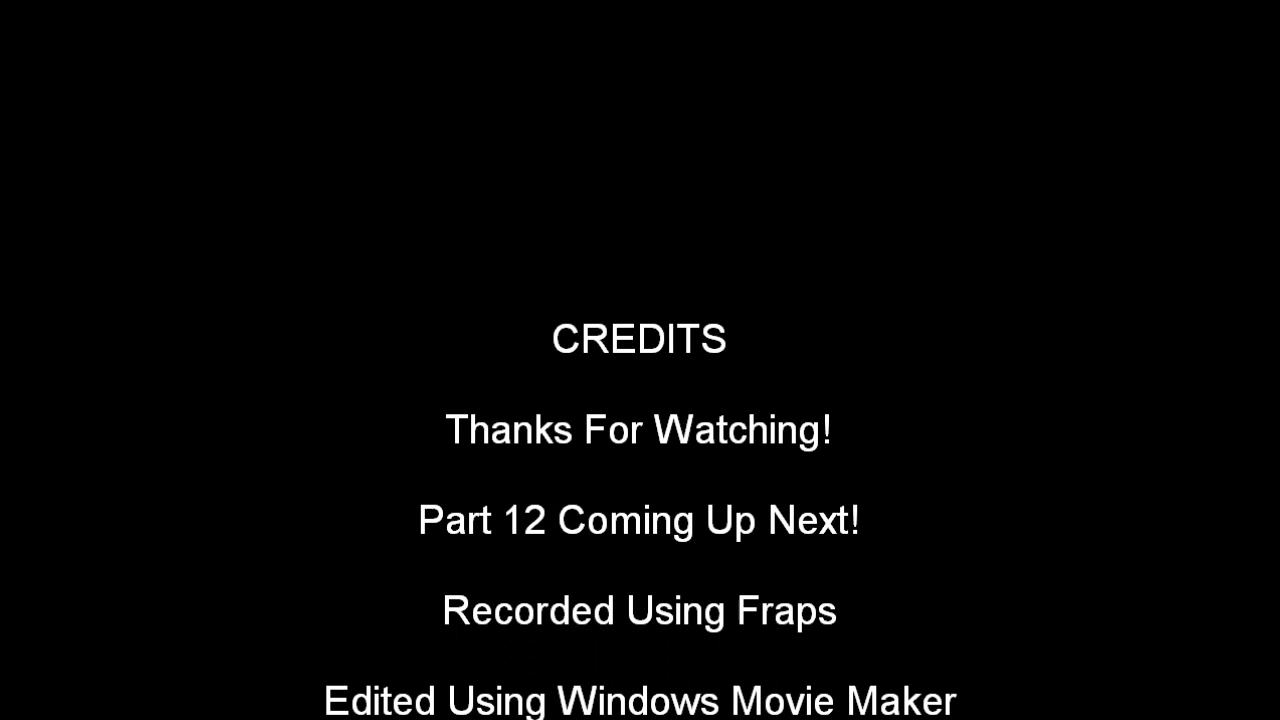 CREDITS
Thanks For Watching!
Part 12 Coming Up Next!
Recorded Using Fraps
Edited Using Windows Movie Maker